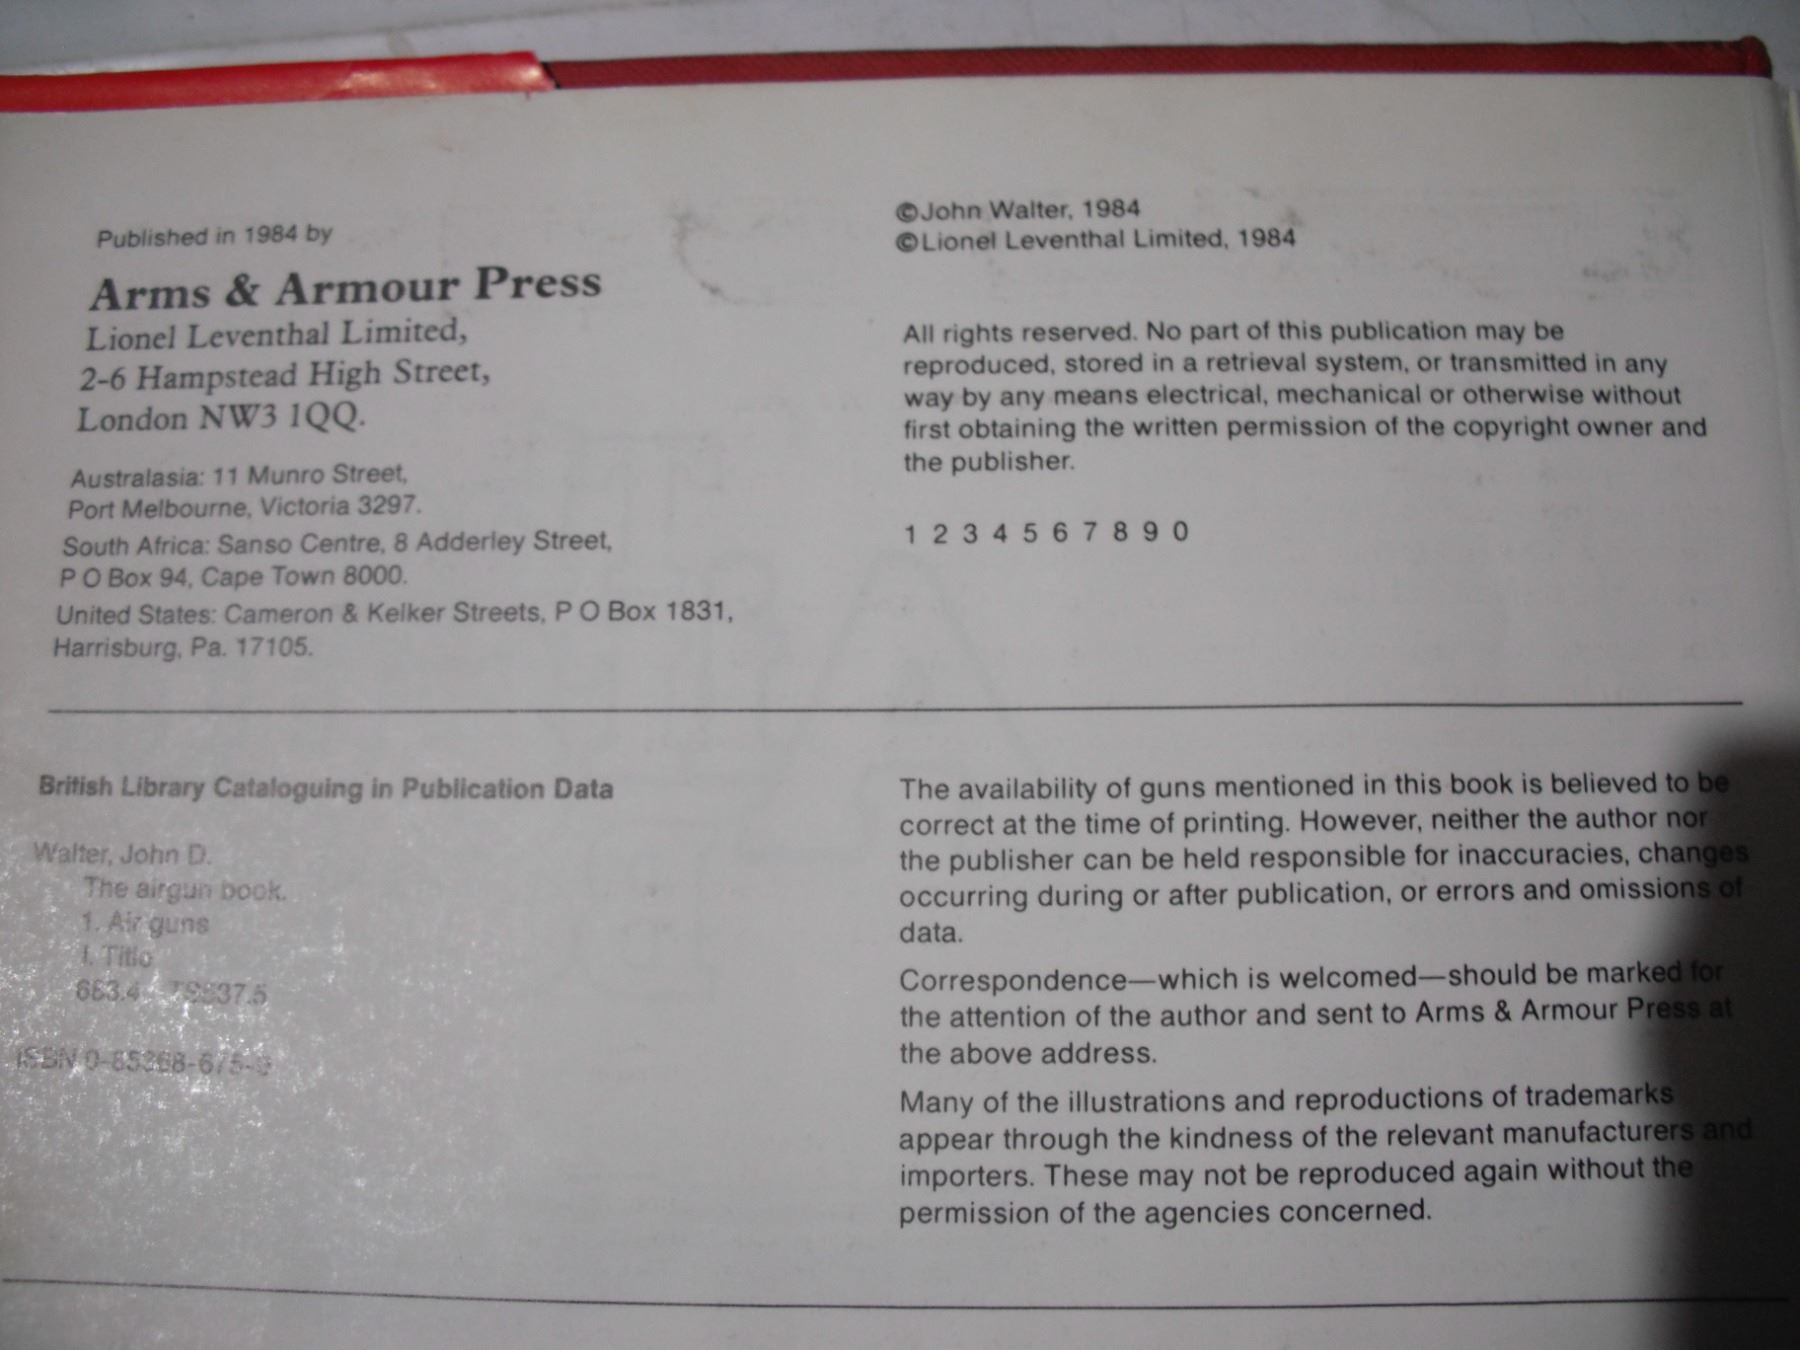 Published in 1984 by
Arms & Armour Press
Lionel Leventhal Limited,
2-6 Hampstead High Street,
London NW3 1QQ.
Australasia: 11 Munro Street,
Port Melbourne, Victoria 3297.
South Africa: Sanso Centre, 8 Adderley Street,
P O Box 94, Cape Town 8000.
United States: Cameron & Kelker Streets, P O Box 1831,
Harrisburg, Pa. 17105.
©John Walter, 1984
©Lionel Leventhal Limited, 1984
All rights reserved. No part of this publication may be
reproduced, stored in a retrieval system, or transmitted in any
way by any means electrical, mechanical or otherwise without
first obtaining the written permission of the copyright owner and
the publisher.
1 2 3 4 5 6 7 8 9 0
British Library Cataloguing in Publication Data
Walter, John D.
The airgun book.
1. Air guns
I. Title
ISBN
The availability of guns mentioned in this book is believed to be
correct at the time of printing. However, neither the author nor
the publisher can be held responsible for inaccuracies, changes
occurring during or after publication, or errors and omissions of
data.
Correspondence—which is welcomed—should be marked for
the attention of the author and sent to Arms & Armour Press at
the above address.
Many of the illustrations and reproductions of trademarks
appear through the kindness of the relevant manufacturers and
importers. These may not be reproduced again without the
permission of the agencies concerned.